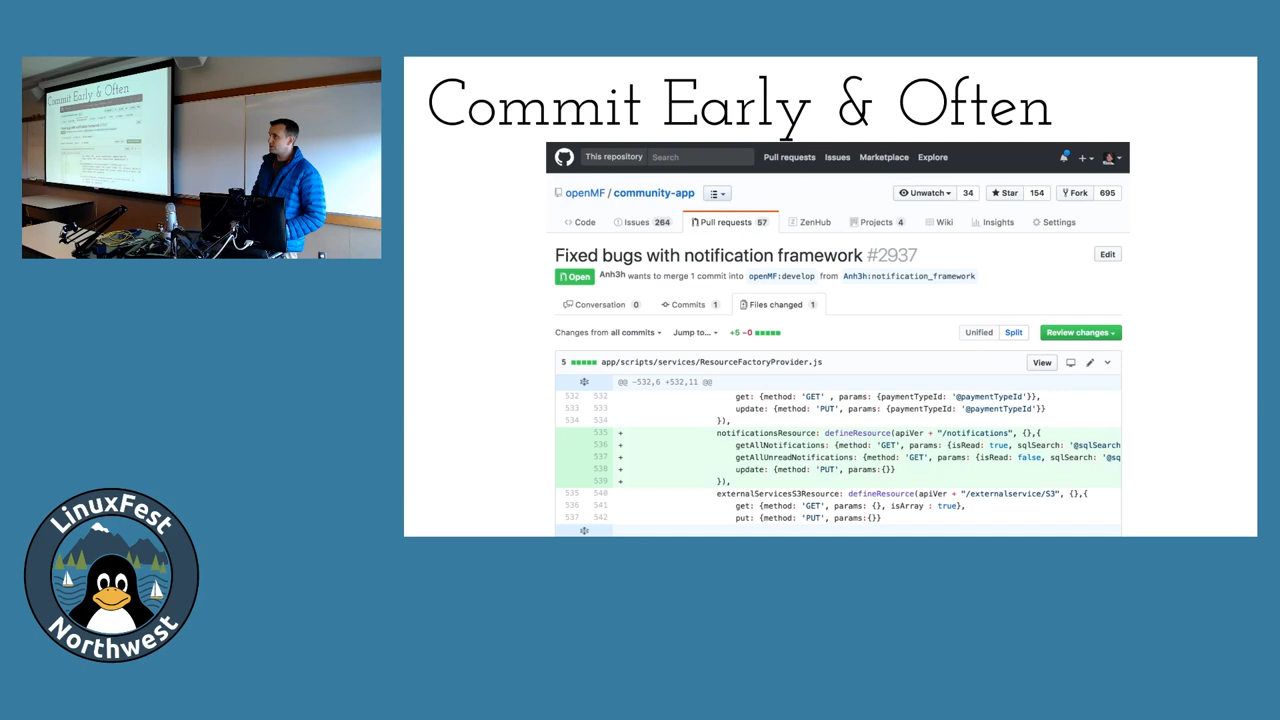 Commit Early & Often
Commit Early & Often
This repository Search Pull requests Issues Marketplace Explore
openMF / community-app Unwatch 34 Star 154 Fork 695
Code Issues 264 Pull requests 57 ZenHub Projects 4 Wiki Insights Settings
Fixed bugs with notification framework #2937 Edit
Open Anh3h wants to merge 1 commit into openMF:develop from Anh3h:notification_framework
Conversation 0 Commits 1 Files changed 1
Changes from all commits Jump to... +5 −0 Unified Split Review changes
5 app/scripts/services/ResourceFactoryProvider.js View
@@ -532,6 +532,11 @@
532 532 get: {method: 'GET' , params: {paymentTypeId: '@paymentTypeId'}},
533 533 update: {method: 'PUT', params: {paymentTypeId: '@paymentTypeId'}}
534 534 }),
535 + notificationsResource: defineResource(apiVer + "/notifications", {},{
536 + getAllNotifications: {method: 'GET', params: {isRead: true, sqlSearch: '@sqlSearch
537 + getAllUnreadNotifications: {method: 'GET', params: {isRead: false, sqlSearch: '@sq
538 + update: {method: 'PUT', params:{}}
539 + }),
535 540 externalServicesS3Resource: defineResource(apiVer + "/externalservice/S3", {},{
536 541 get: {method: 'GET', params: {}, isArray : true},
537 542 put: {method: 'PUT', params:{}}
LinuxFest
Northwest